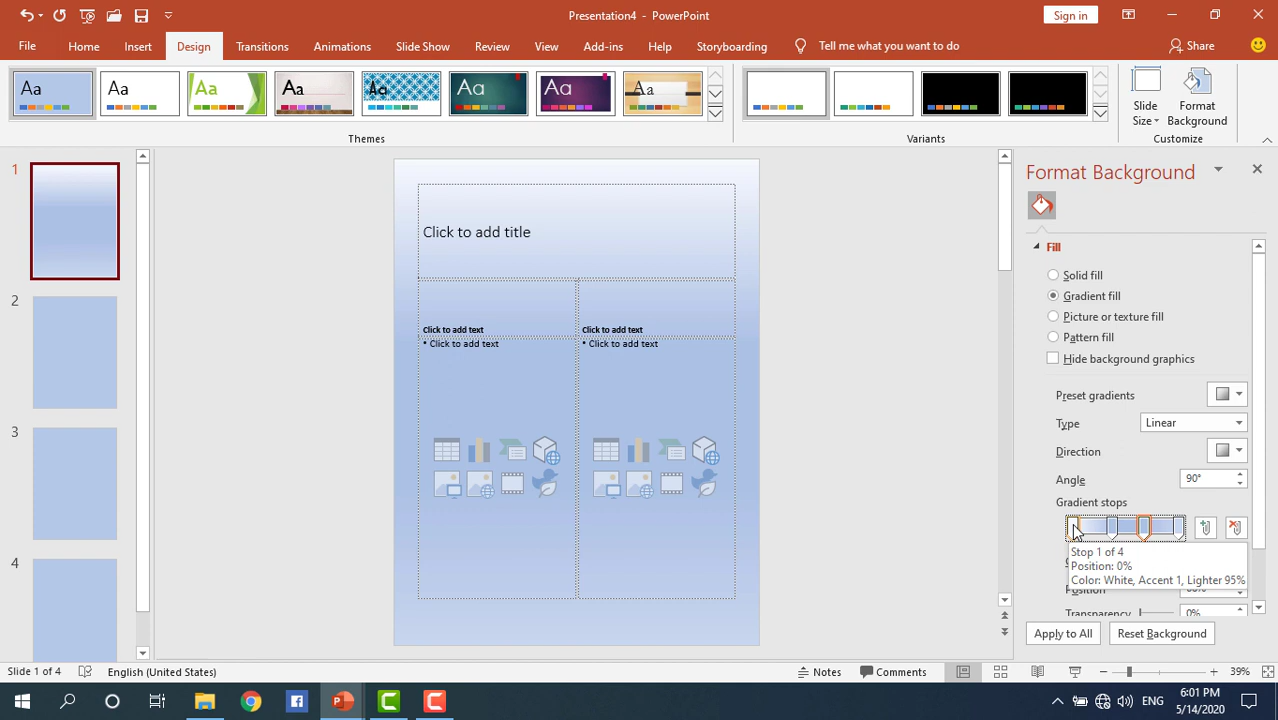 Presentation4 - PowerPoint
Sign in
File Home Insert Design Transitions Animations Slide Show Review View Add-ins Help Storyboarding Tell me what you want to do Share
Aa Aa Aa Aa Aa Aa Aa Aa
Slide Size
Format Background
Themes Variants Customize
1
2
3
4
Click to add title
Click to add text Click to add text
• Click to add text • Click to add text
Format Background
Fill
Solid fill
Gradient fill
Picture or texture fill
Pattern fill
Hide background graphics
Preset gradients
Type Linear
Direction
Angle 90°
Gradient stops
Stop 1 of 4
Position: 0%
Color: White, Accent 1, Lighter 95%
Position
Transparency 0%
Apply to All Reset Background
Slide 1 of 4 English (United States) Notes Comments 39%
ENG 6:01 PM
5/14/2020